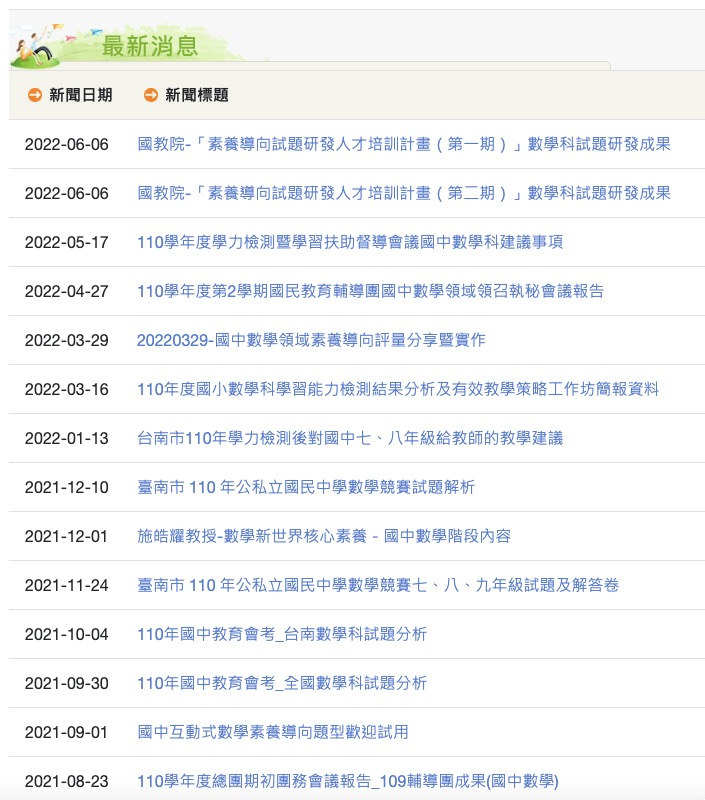 最新消息
新聞日期 新聞標題
2022-06-06 國教院-「素養導向試題研發人才培訓計畫（第一期）」數學科試題研發成果
2022-06-06 國教院-「素養導向試題研發人才培訓計畫（第二期）」數學科試題研發成果
2022-05-17 110學年度學力檢測暨學習扶助督導會議國中數學科建議事項
2022-04-27 110學年度第2學期國民教育輔導團國中數學領域領召執秘會議報告
2022-03-29 20220329-國中數學領域素養導向評量分享暨實作
2022-03-16 110年度國小數學科學習能力檢測結果分析及有效教學策略工作坊簡報資料
2022-01-13 台南市110年學力檢測後對國中七、八年級給教師的教學建議
2021-12-10 臺南市 110 年公私立國民中學數學競賽試題解析
2021-12-01 施皓耀教授-數學新世界核心素養 - 國中數學階段內容
2021-11-24 臺南市 110 年公私立國民中學數學競賽七、八、九年級試題及解答卷
2021-10-04 110年國中教育會考_台南數學科試題分析
2021-09-30 110年國中教育會考_全國數學科試題分析
2021-09-01 國中互動式數學素養導向題型歡迎試用
2021-08-23 110學年度總團期初團務會議報告_109輔導團成果(國中數學)